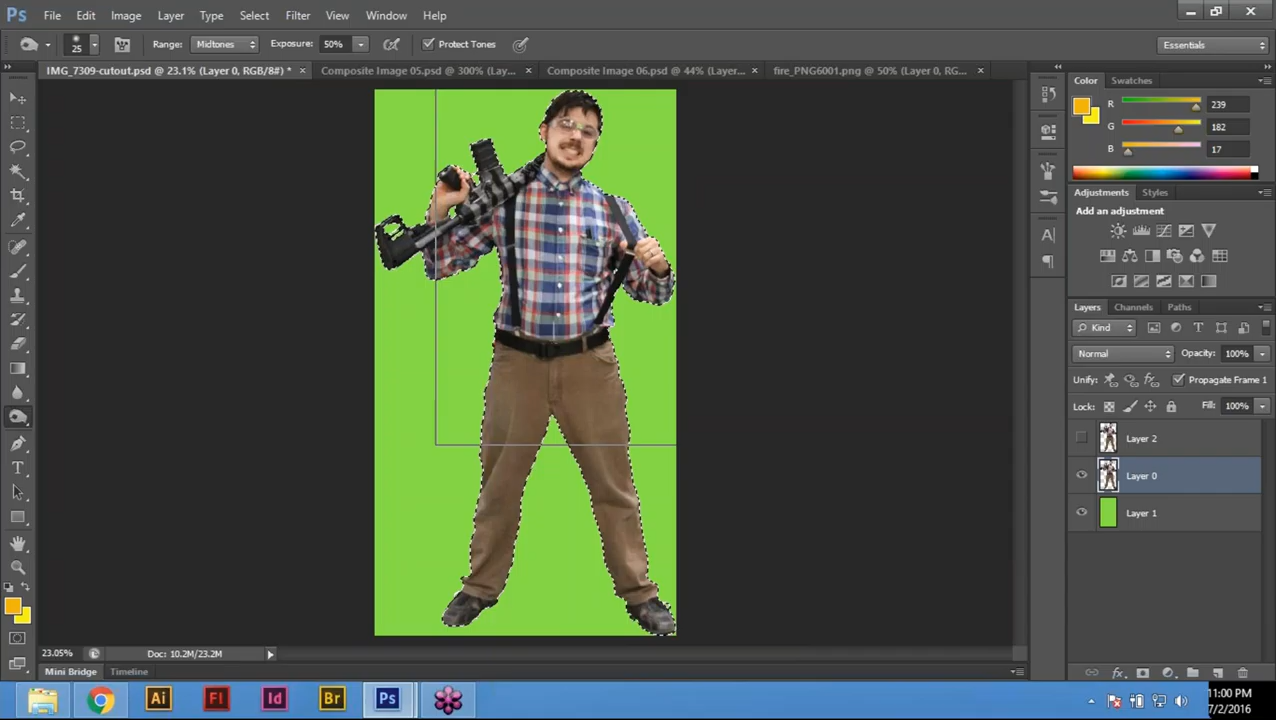 Ps File Edit Image Layer Type Select Filter View Window Help
25 Range: Midtones Exposure: 50% Protect Tones Essentials
IMG_7309-cutout.psd @ 23.1% (Layer 0, RGB/8#) * × Composite Image 05.psd @ 300% (Lay... × Composite Image 06.psd @ 44% (Layer... × fire_PNG6001.png @ 50% (Layer 0, RG... ×
Color Swatches
R 239
G 182
B 17
Adjustments Styles
Add an adjustment
Layers Channels Paths
Kind
Normal Opacity: 100%
Unify: Propagate Frame 1
Lock: Fill: 100%
Layer 2
Layer 0
Layer 1
fx
23.05% Doc: 10.2M/23.2M
Mini Bridge Timeline
Ai Fl Id Br Ps
11:00 PM
7/2/2016